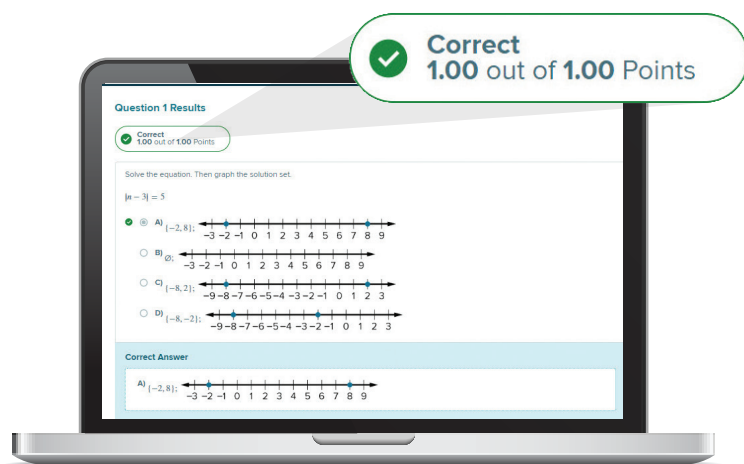 Correct
1.00 out of 1.00 Points
Question 1 Results
Correct
1.00 out of 1.00 Points
Solve the equation. Then graph the solution set.
|n − 3| = 5
A) {−2, 8};
−3 −2 −1 0 1 2 3 4 5 6 7 8 9
B) Ø;
−3 −2 −1 0 1 2 3 4 5 6 7 8 9
C) {−8, 2};
−9 −8 −7 −6 −5 −4 −3 −2 −1 0 1 2 3
D) {−8, −2};
−9 −8 −7 −6 −5 −4 −3 −2 −1 0 1 2 3
Correct Answer
A) {−2, 8};
−3 −2 −1 0 1 2 3 4 5 6 7 8 9